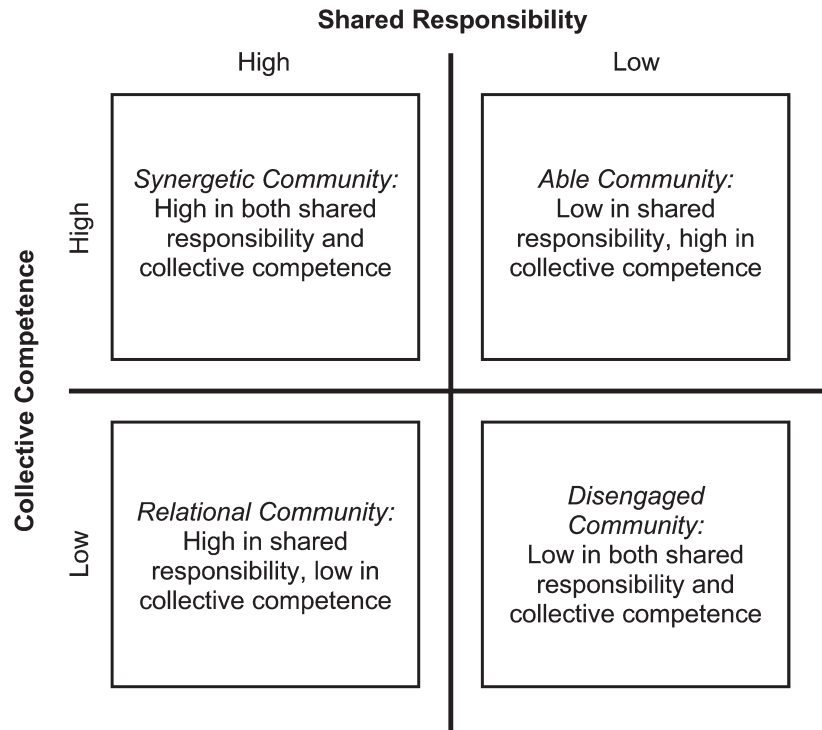 Shared Responsibility
High
Low
Collective Competence
High
Synergetic Community:
High in both shared
responsibility and
collective competence
Able Community:
Low in shared
responsibility, high in
collective competence
Low
Relational Community:
High in shared
responsibility, low in
collective competence
Disengaged
Community:
Low in both shared
responsibility and
collective competence